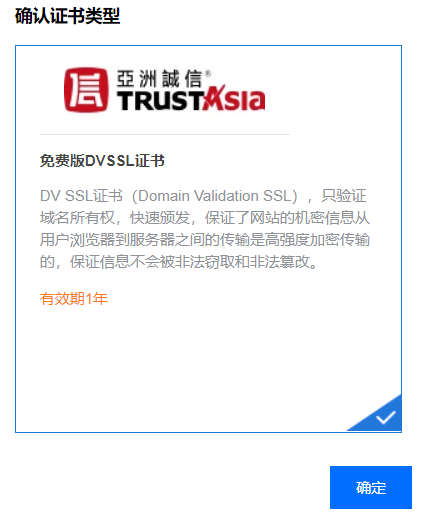 确认证书类型
亞洲誠信®
TRUSTAsia
免费版DVSSL证书
DV SSL证书（Domain Validation SSL），只验证
域名所有权，快速颁发，保证了网站的机密信息从
用户浏览器到服务器之间的传输是高强度加密传输
的，保证信息不会被非法窃取和非法篡改。
有效期1年
确定